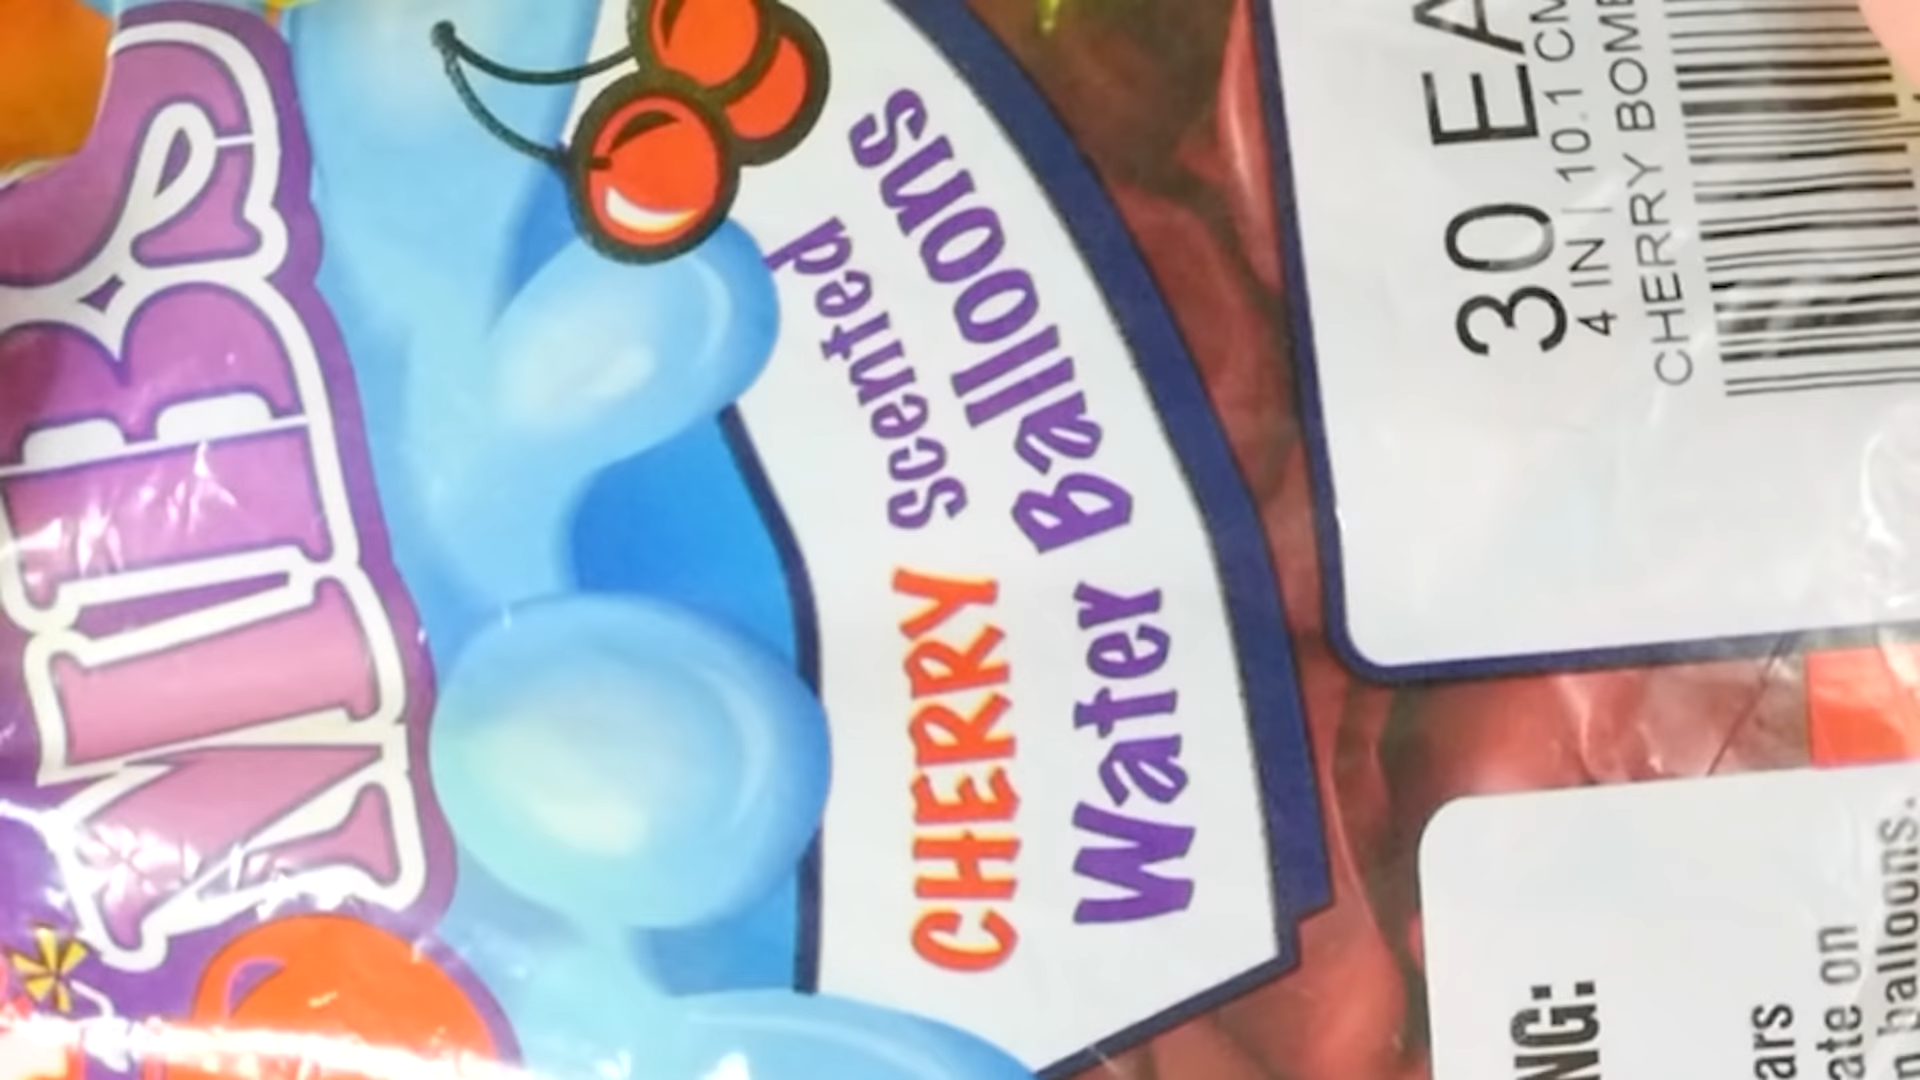 CHERRY scented
Water Balloons
30 EA
4 IN | 10.1 CM
CHERRY BOMB
NG:
ars
ate on
n balloons.